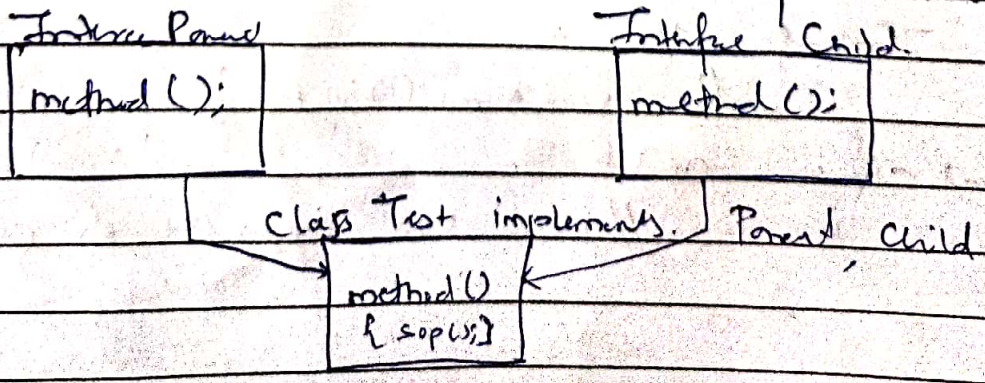 Interface Parent
Interface Child.
method ();
method ();
Class Test implements. Parent, Child
method ()
{ sop();}